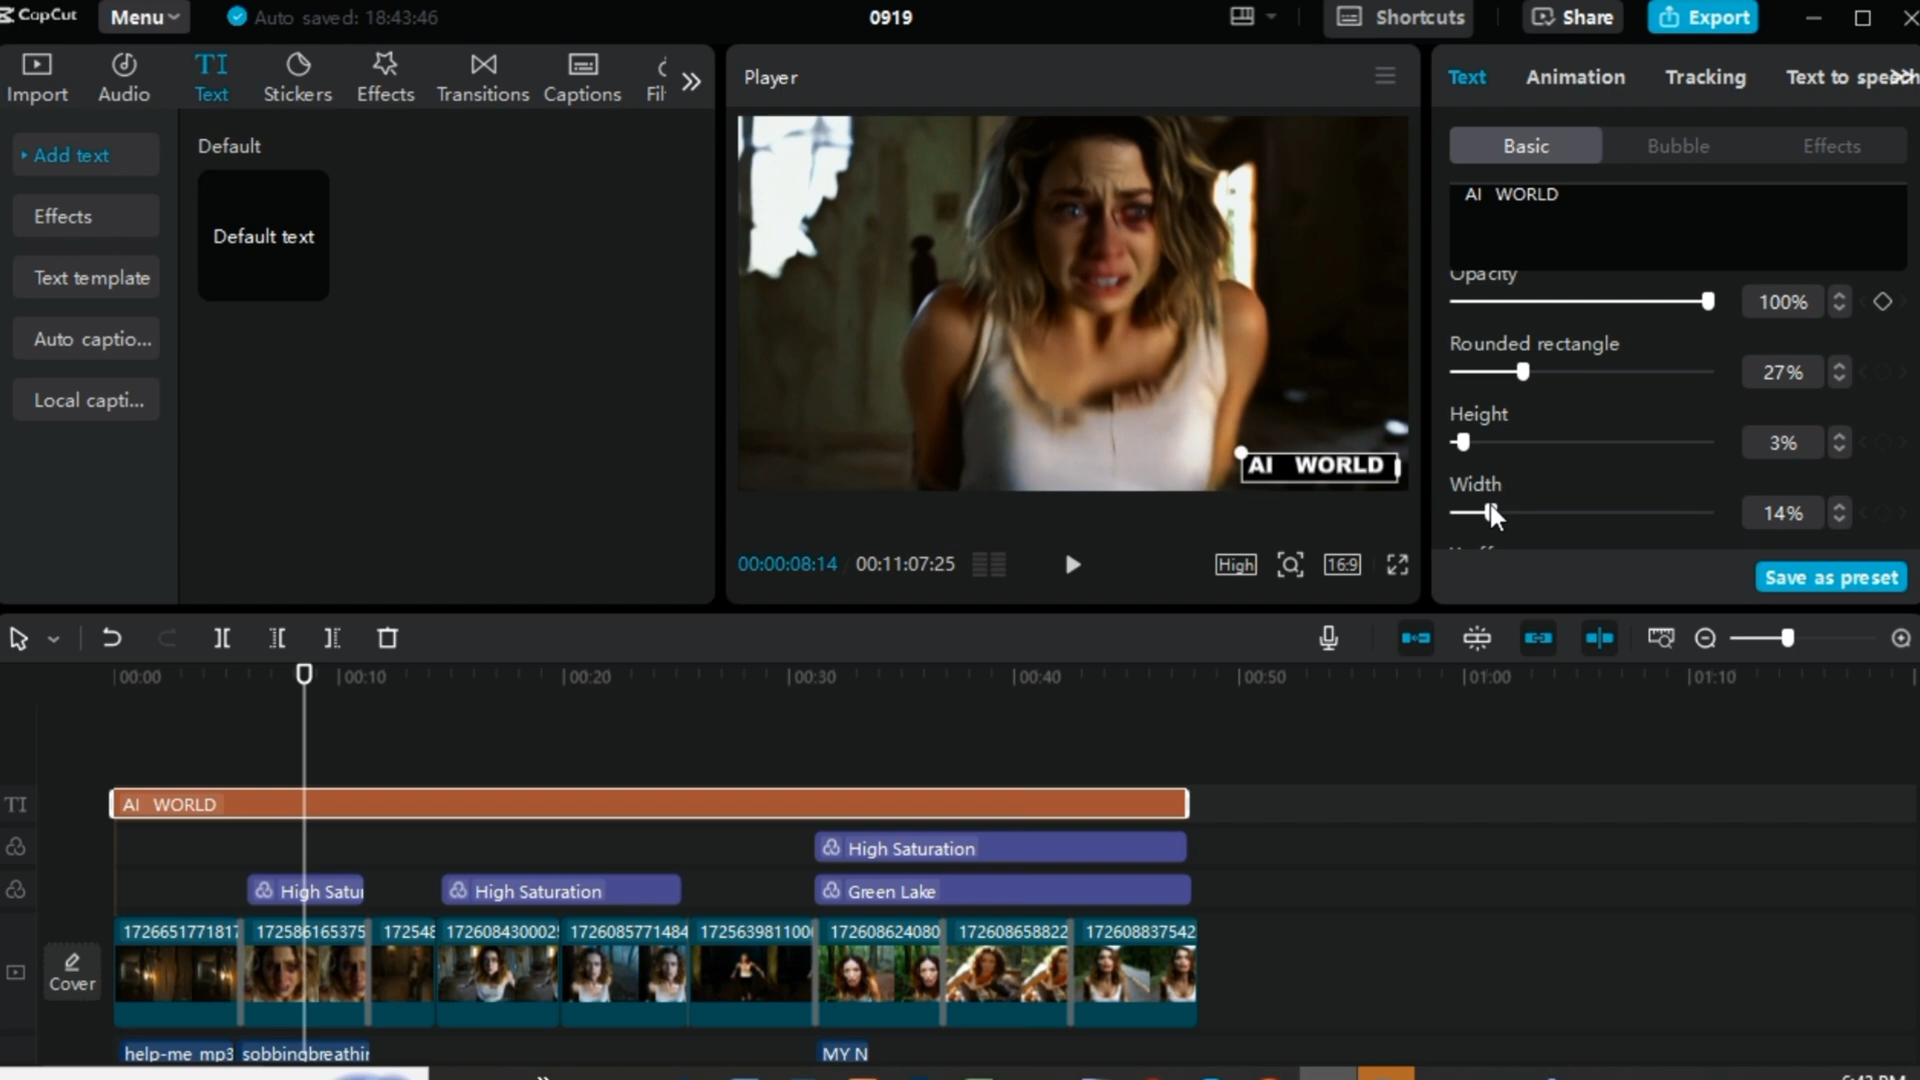 CapCut
Menu
Auto saved: 18:43:46
0919
Shortcuts
Share
Export
Import
Audio
TI
Text
Stickers
Effects
Transitions
Captions
Fil
Player
Text
Animation
Tracking
Text to speech
Add text
Effects
Text template
Auto captio...
Local capti...
Default
Default text
Basic
Bubble
Effects
AI WORLD
Opacity
100%
Rounded rectangle
27%
Height
3%
Width
14%
AI WORLD
00:00:08:14
00:11:07:25
High
16:9
Save as preset
00:00
00:10
00:20
00:30
00:40
00:50
01:00
01:10
TI
AI WORLD
High Saturation
High Satur
High Saturation
Green Lake
Cover
1726651771817
172586165375
172548
1726084300025
1726085771484
172563981100
172608624080
172608658822
172608837542
help-me mp3
sobbingbreathin
MY N
6:43 PM